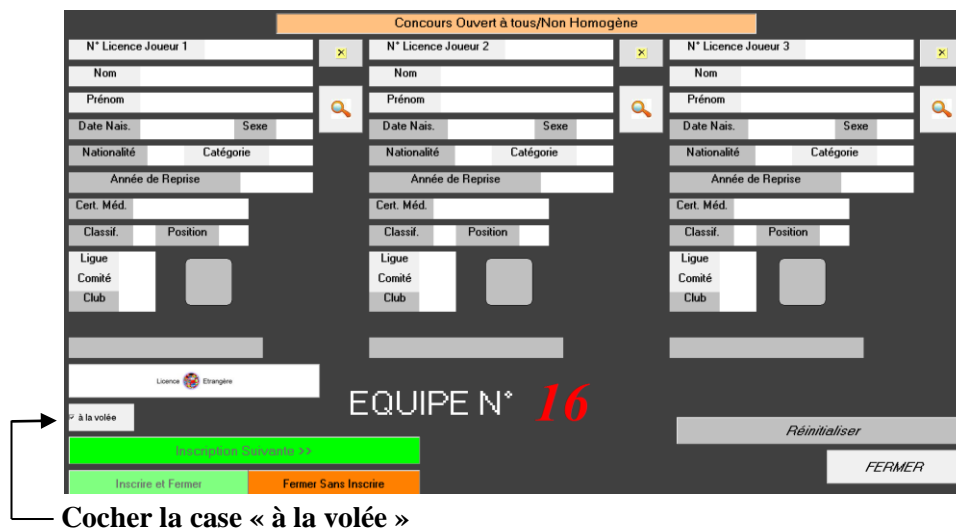 Concours Ouvert à tous/Non Homogène
N° Licence Joueur 1
Nom
Prénom
Date Nais. Sexe
Nationalité Catégorie
Année de Reprise
Cert. Méd.
Classif. Position
Ligue
Comité
Club
N° Licence Joueur 2
Nom
Prénom
Date Nais. Sexe
Nationalité Catégorie
Année de Reprise
Cert. Méd.
Classif. Position
Ligue
Comité
Club
N° Licence Joueur 3
Nom
Prénom
Date Nais. Sexe
Nationalité Catégorie
Année de Reprise
Cert. Méd.
Classif. Position
Ligue
Comité
Club
Licence Etrangère
à la volée
EQUIPE N° 16
Inscription Suivante >>
Réinitialiser
Inscrire et Fermer Fermer Sans Inscrire
FERMER
Cocher la case « à la volée »